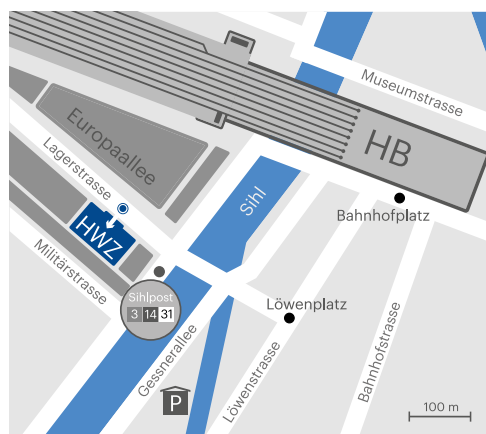 Museumstrasse
HB
Europaallee
Lagerstrasse
Sihl
Bahnhofplatz
HWZ
Militärstrasse
Sihlpost
3 14 31
Löwenplatz
Gessnerallee
Löwenstrasse
Bahnhofstrasse
P
100 m